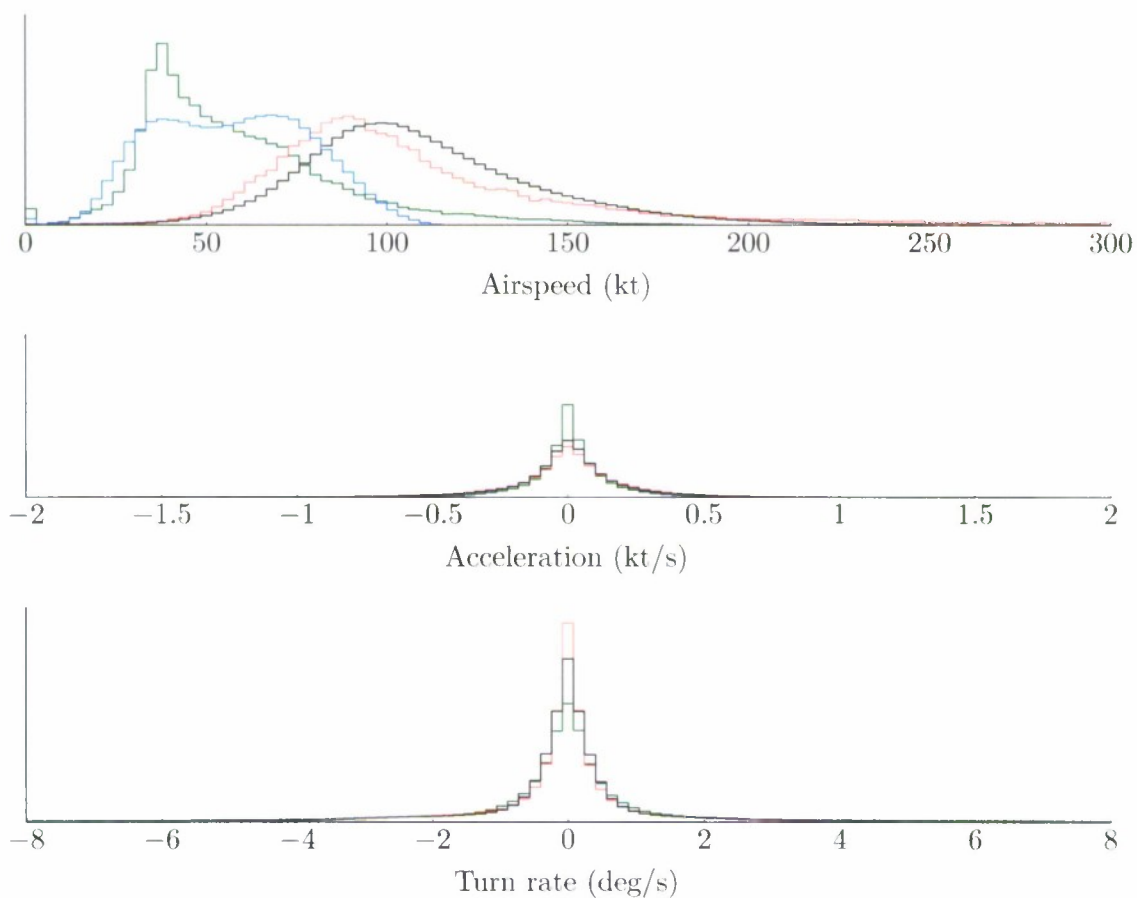 0 50 100 150 200 250 300
Airspeed (kt)
−2 −1.5 −1 −0.5 0 0.5 1 1.5 2
Acceleration (kt/s)
−8 −6 −4 −2 0 2 4 6 8
Turn rate (deg/s)